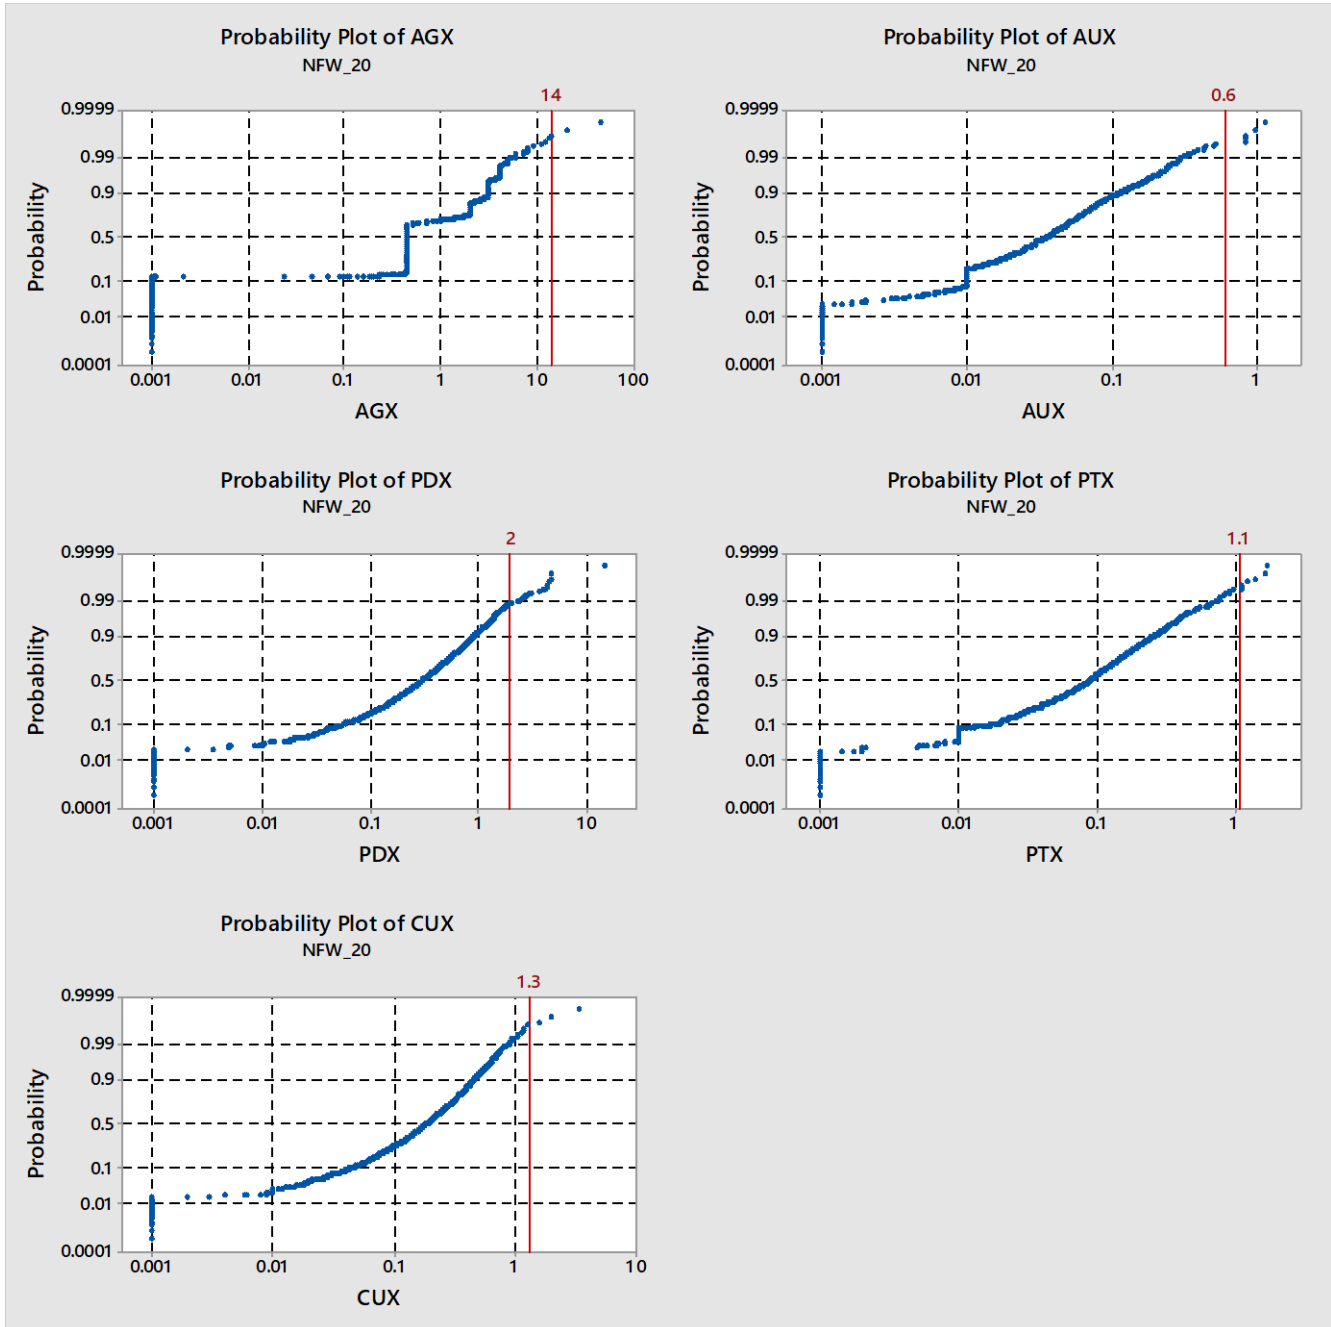 Probability Plot of AGX
NFW_20
14
0.9999
0.99
0.9
0.5
0.1
0.01
0.0001
Probability
0.001 0.01 0.1 1 10 100
AGX
Probability Plot of AUX
NFW_20
0.6
0.9999
0.99
0.9
0.5
0.1
0.01
0.0001
Probability
0.001 0.01 0.1 1
AUX
Probability Plot of PDX
NFW_20
2
0.9999
0.99
0.9
0.5
0.1
0.01
0.0001
Probability
0.001 0.01 0.1 1 10
PDX
Probability Plot of PTX
NFW_20
1.1
0.9999
0.99
0.9
0.5
0.1
0.01
0.0001
Probability
0.001 0.01 0.1 1
PTX
Probability Plot of CUX
NFW_20
1.3
0.9999
0.99
0.9
0.5
0.1
0.01
0.0001
Probability
0.001 0.01 0.1 1 10
CUX